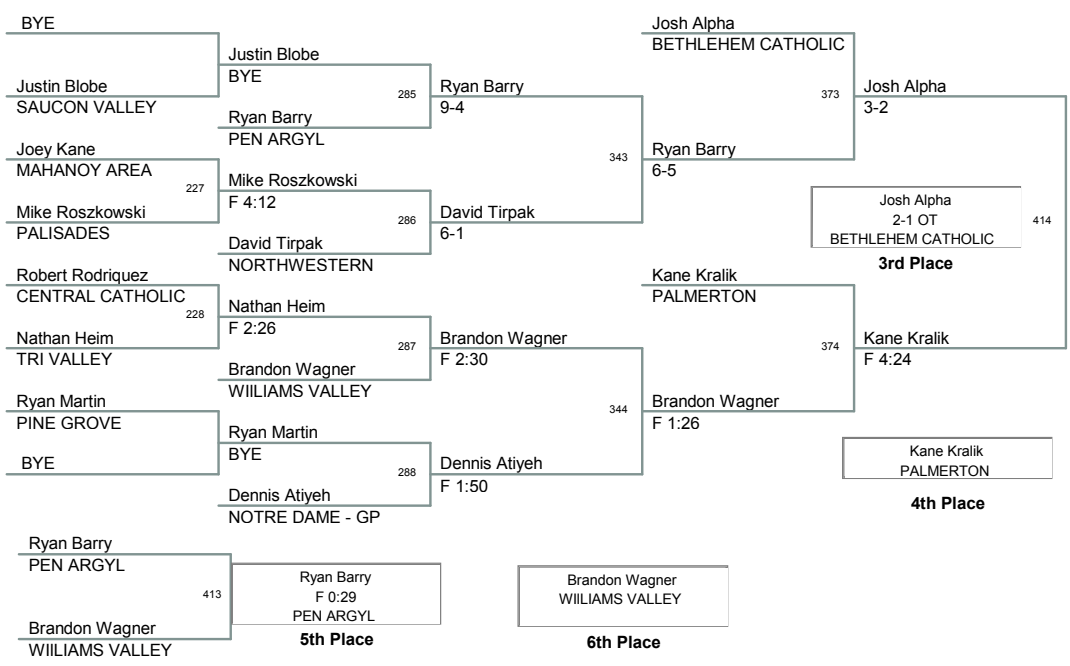 BYE
Justin Blobe
SAUCON VALLEY
Joey Kane
MAHANOY AREA
227
Mike Roszkowski
PALISADES
Robert Rodriquez
CENTRAL CATHOLIC
228
Nathan Heim
TRI VALLEY
Ryan Martin
PINE GROVE
BYE
Justin Blobe
BYE
285
Ryan Barry
PEN ARGYL
Mike Roszkowski
F 4:12
286
David Tirpak
NORTHWESTERN
Nathan Heim
F 2:26
287
Brandon Wagner
WIILIAMS VALLEY
Ryan Martin
BYE
288
Dennis Atiyeh
NOTRE DAME - GP
Ryan Barry
9-4
343
David Tirpak
6-1
Brandon Wagner
F 2:30
344
Dennis Atiyeh
F 1:50
Josh Alpha
BETHLEHEM CATHOLIC
373
Ryan Barry
6-5
Kane Kralik
PALMERTON
374
Brandon Wagner
F 1:26
Josh Alpha
3-2
414
Kane Kralik
F 4:24
Josh Alpha
2-1 OT
BETHLEHEM CATHOLIC
3rd Place
Kane Kralik
PALMERTON
4th Place
Ryan Barry
PEN ARGYL
413
Brandon Wagner
WIILIAMS VALLEY
Ryan Barry
F 0:29
PEN ARGYL
5th Place
Brandon Wagner
WIILIAMS VALLEY
6th Place